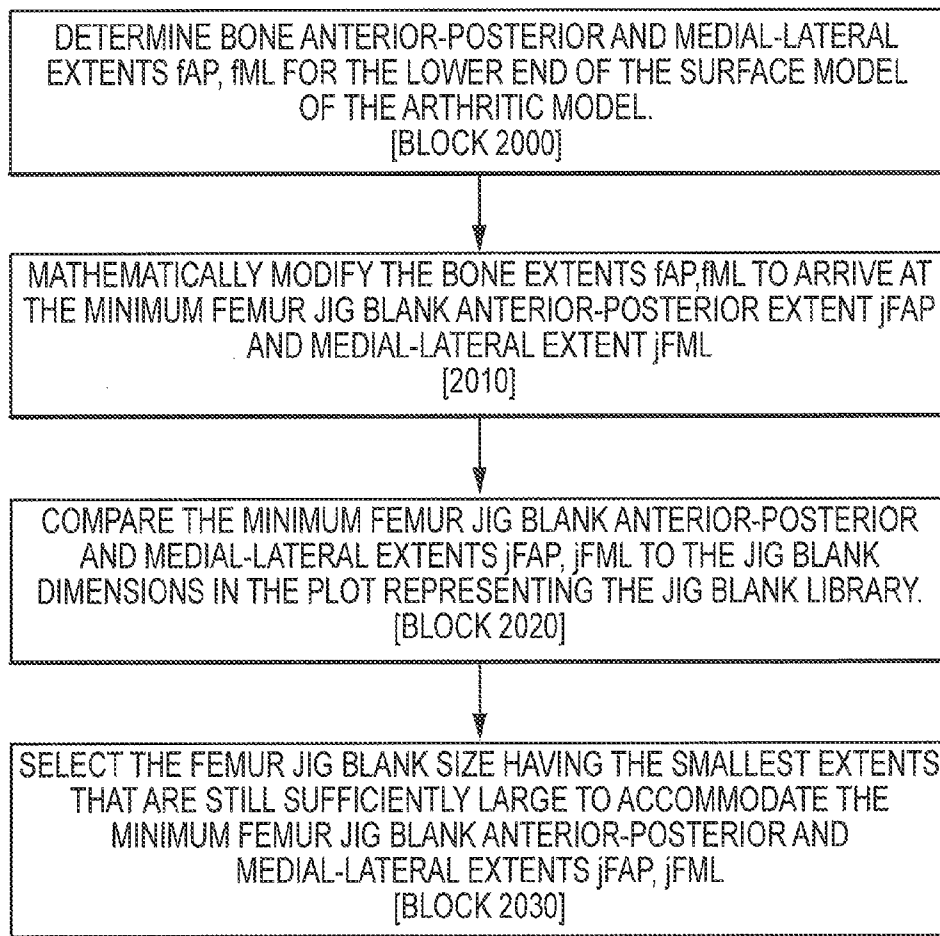 DETERMINE BONE ANTERIOR-POSTERIOR AND MEDIAL-LATERAL
EXTENTS fAP, fML FOR THE LOWER END OF THE SURFACE MODEL
OF THE ARTHRITIC MODEL.
[BLOCK 2000]
MATHEMATICALLY MODIFY THE BONE EXTENTS fAP,fML TO ARRIVE AT
THE MINIMUM FEMUR JIG BLANK ANTERIOR-POSTERIOR EXTENT jFAP
AND MEDIAL-LATERAL EXTENT jFML
[2010]
COMPARE THE MINIMUM FEMUR JIG BLANK ANTERIOR-POSTERIOR
AND MEDIAL-LATERAL EXTENTS jFAP, jFML TO THE JIG BLANK
DIMENSIONS IN THE PLOT REPRESENTING THE JIG BLANK LIBRARY.
[BLOCK 2020]
SELECT THE FEMUR JIG BLANK SIZE HAVING THE SMALLEST EXTENTS
THAT ARE STILL SUFFICIENTLY LARGE TO ACCOMMODATE THE
MINIMUM FEMUR JIG BLANK ANTERIOR-POSTERIOR AND
MEDIAL-LATERAL EXTENTS jFAP, jFML
[BLOCK 2030]